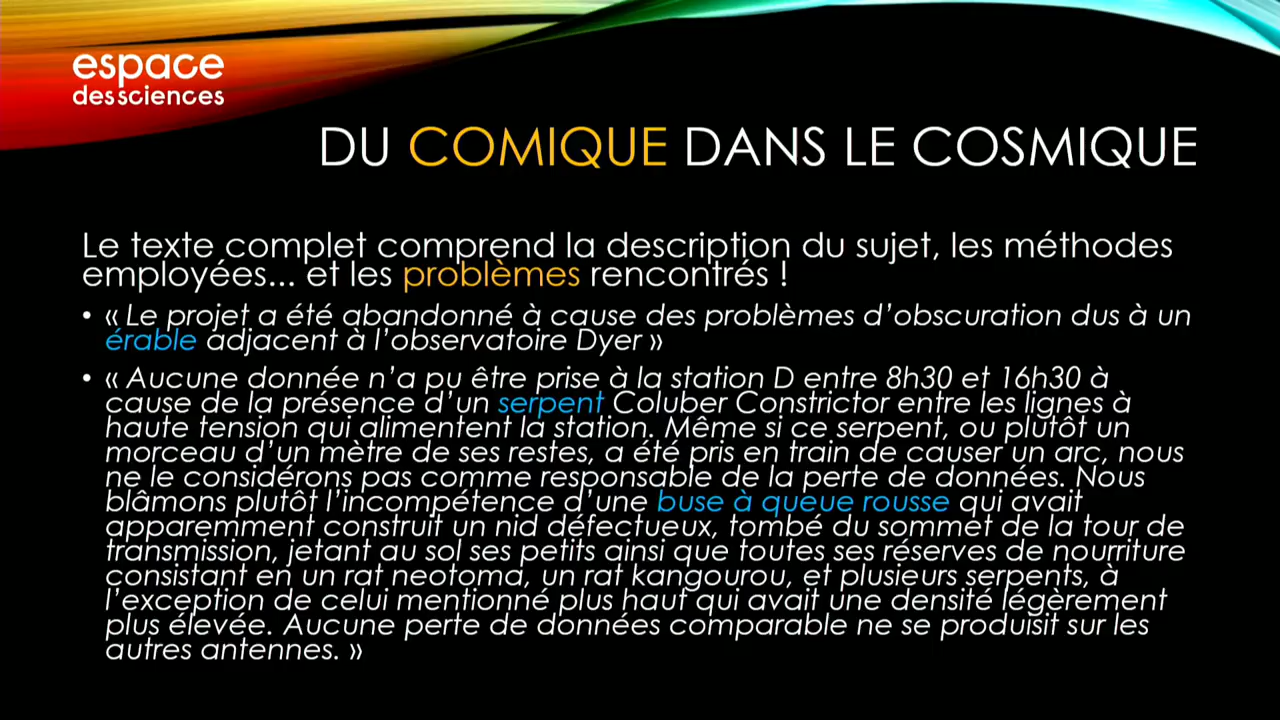 espace
des sciences
DU COMIQUE DANS LE COSMIQUE
Le texte complet comprend la description du sujet, les méthodes
employées... et les problèmes rencontrés !
• « Le projet a été abandonné à cause des problèmes d’obscuration dus à un
érable adjacent à l’observatoire Dyer »
• « Aucune donnée n’a pu être prise à la station D entre 8h30 et 16h30 à
cause de la présence d’un serpent Coluber Constrictor entre les lignes à
haute tension qui alimentent la station. Même si ce serpent, ou plutôt un
morceau d’un mètre de ses restes, a été pris en train de causer un arc, nous
ne le considérons pas comme responsable de la perte de données. Nous
blâmons plutôt l’incompétence d’une buse à queue rousse qui avait
apparemment construit un nid défectueux, tombé du sommet de la tour de
transmission, jetant au sol ses petits ainsi que toutes ses réserves de nourriture
consistant en un rat neotoma, un rat kangourou, et plusieurs serpents, à
l’exception de celui mentionné plus haut qui avait une densité légèrement
plus élevée. Aucune perte de données comparable ne se produisit sur les
autres antennes. »